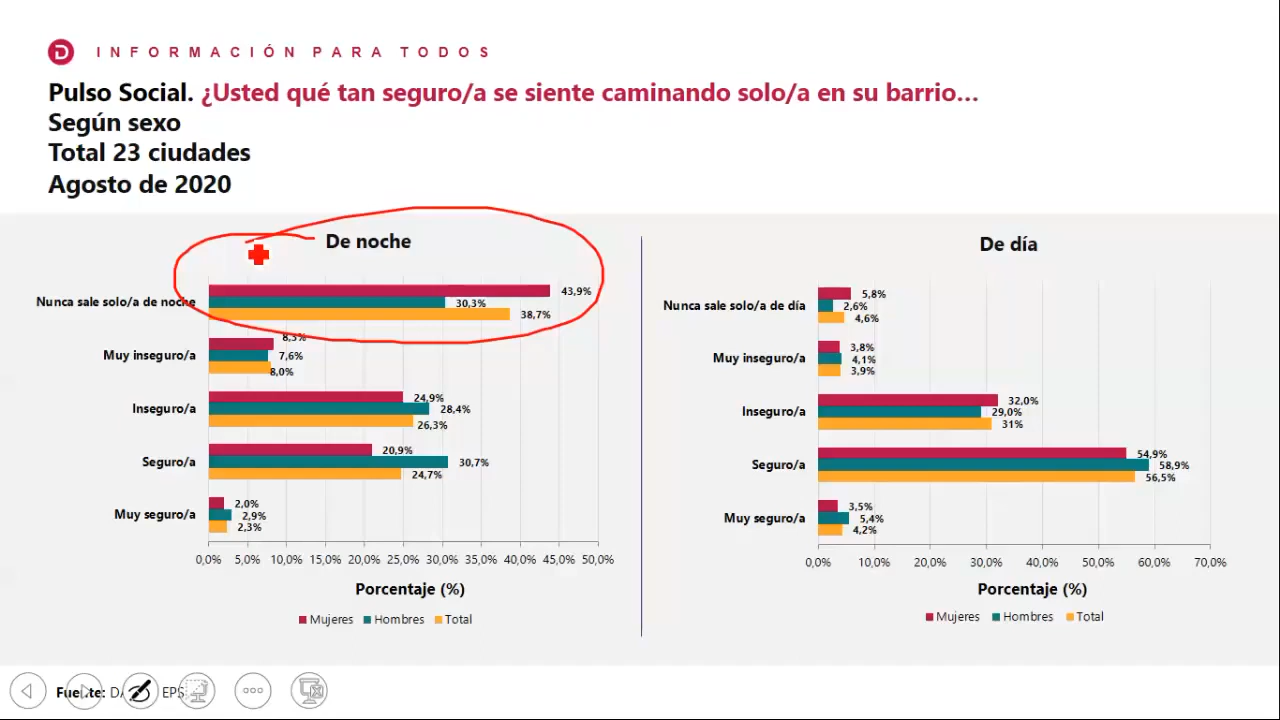 D INFORMACIÓN PARA TODOS
Pulso Social. ¿Usted qué tan seguro/a se siente caminando solo/a en su barrio...
Según sexo
Total 23 ciudades
Agosto de 2020
De noche
Nunca sale solo/a de noche
43,9%
30,3%
38,7%
Muy inseguro/a
8,3%
7,6%
8,0%
Inseguro/a
24,9%
28,4%
26,3%
Seguro/a
20,9%
30,7%
24,7%
Muy seguro/a
2,0%
2,9%
2,3%
0,0% 5,0% 10,0% 15,0% 20,0% 25,0% 30,0% 35,0% 40,0% 45,0% 50,0%
Porcentaje (%)
Mujeres Hombres Total
De día
Nunca sale solo/a de día
5,8%
2,6%
4,6%
Muy inseguro/a
3,8%
4,1%
3,9%
Inseguro/a
32,0%
29,0%
31%
Seguro/a
54,9%
58,9%
56,5%
Muy seguro/a
3,5%
5,4%
4,2%
0,0% 10,0% 20,0% 30,0% 40,0% 50,0% 60,0% 70,0%
Porcentaje (%)
Mujeres Hombres Total
Fuente: